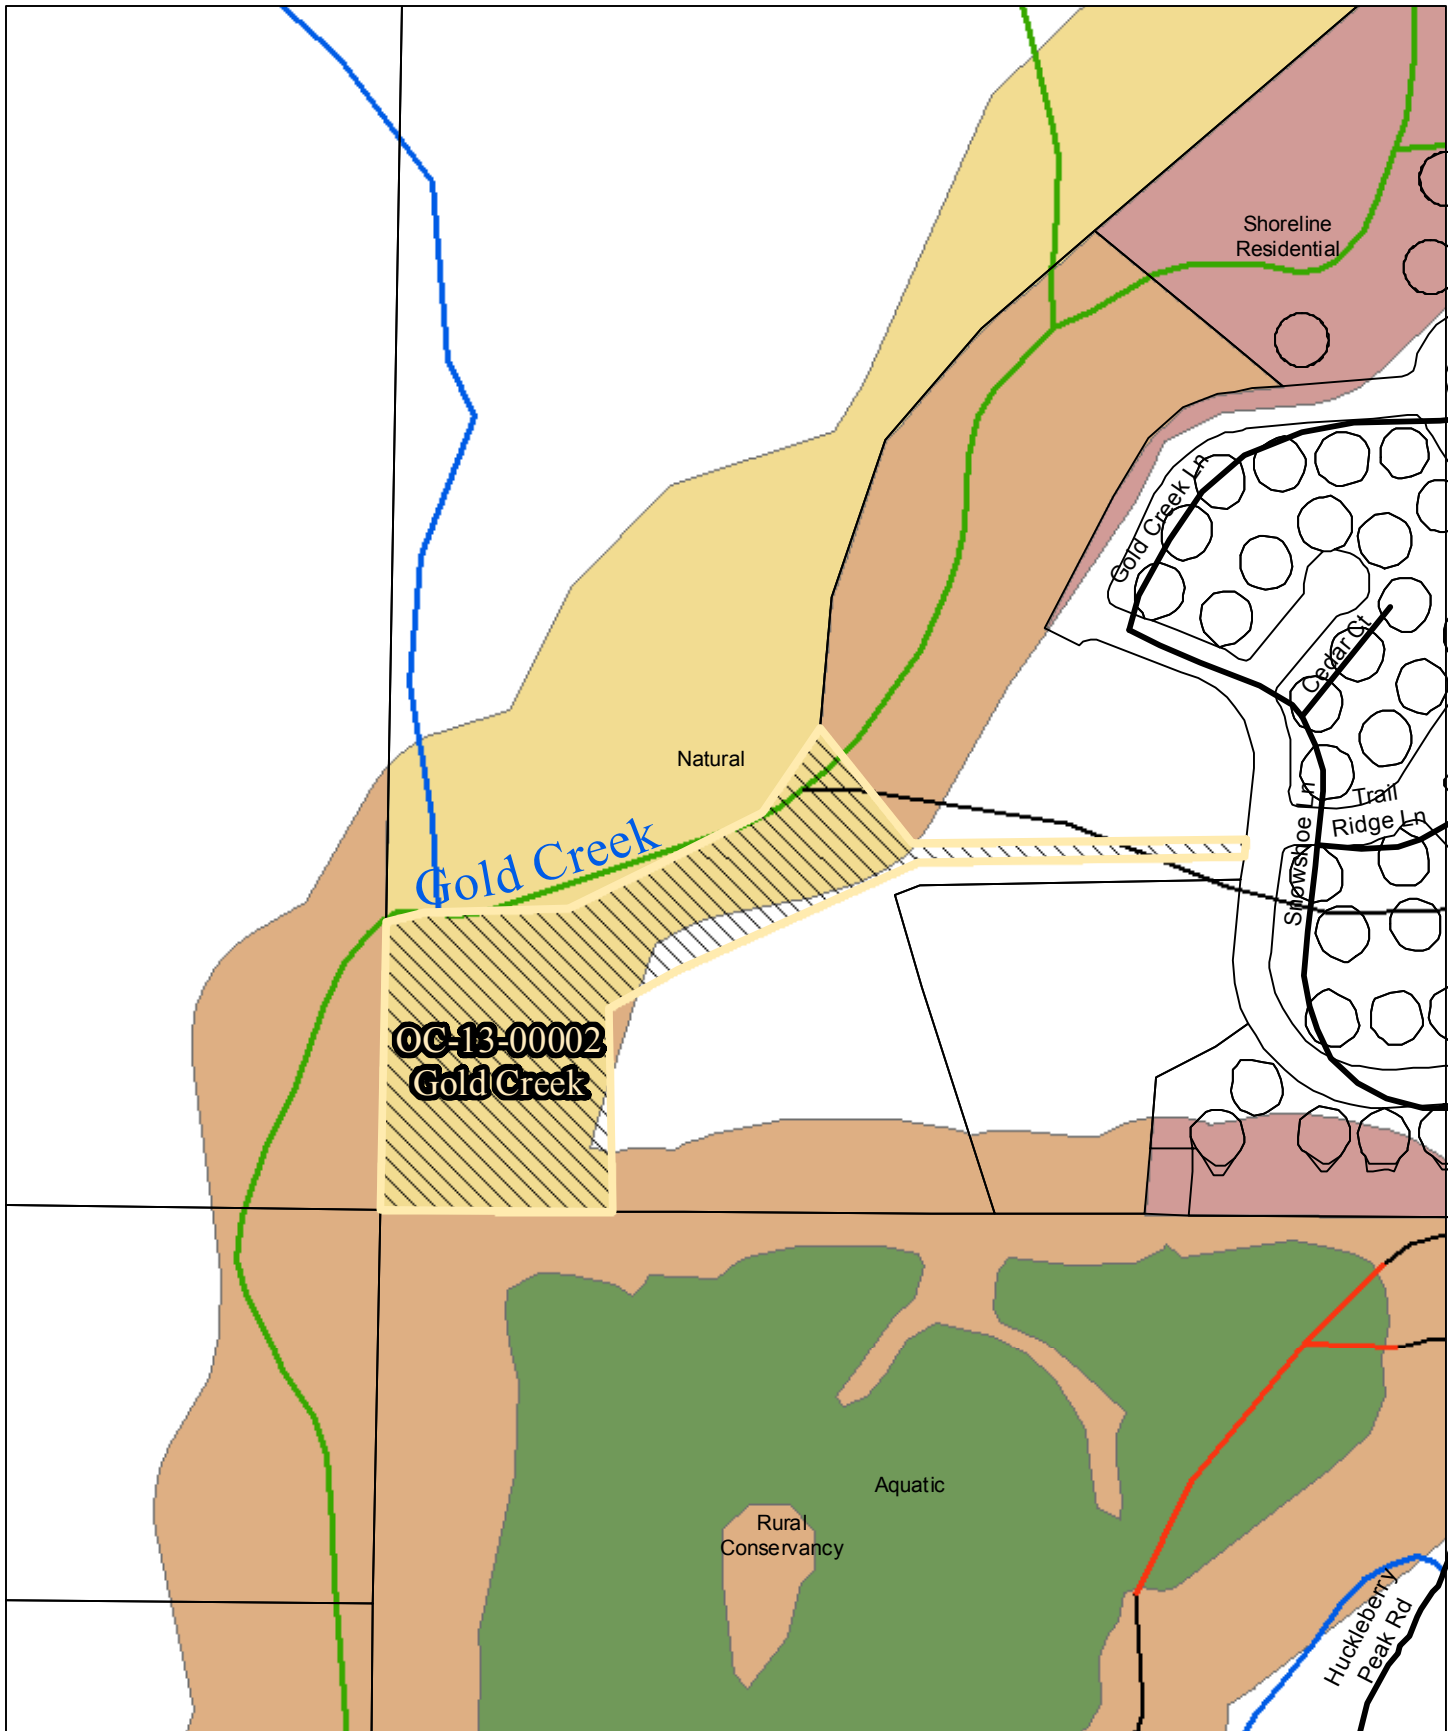 Shoreline
Residential
Gold Creek Ln
Cedar Ct
Natural
Trail
Ridge Ln
Snowshoe Ln
Gold Creek
OC-13-00002
Gold Creek
Aquatic
Rural
Conservancy
Huckleberry
Peak Rd